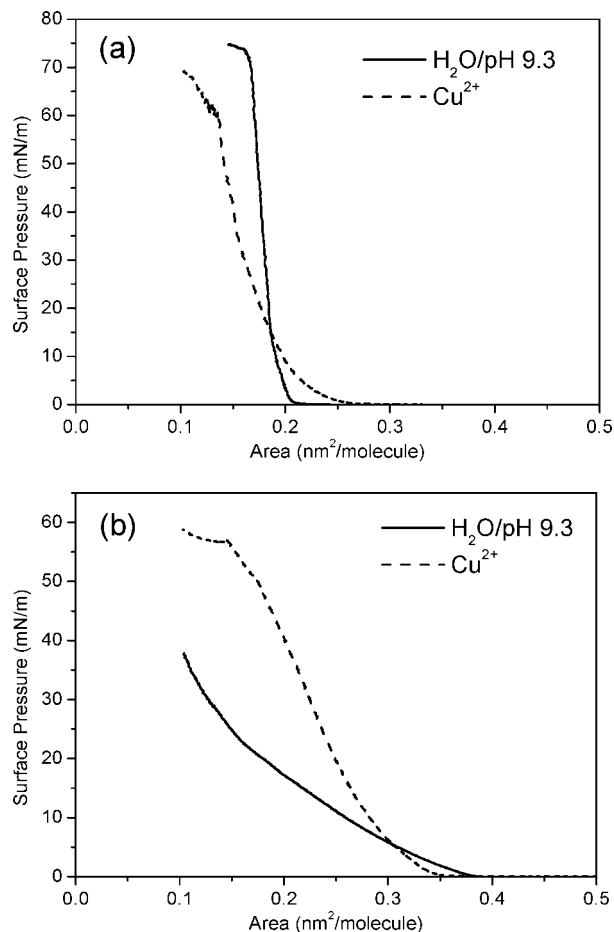 (a)
H₂O/pH 9.3
Cu²⁺
Surface Pressure (mN/m)
80
70
60
50
40
30
20
10
0
0.0 0.1 0.2 0.3 0.4 0.5
Area (nm²/molecule)
(b)
H₂O/pH 9.3
Cu²⁺
Surface Pressure (mN/m)
60
50
40
30
20
10
0
0.0 0.1 0.2 0.3 0.4 0.5
Area (nm²/molecule)